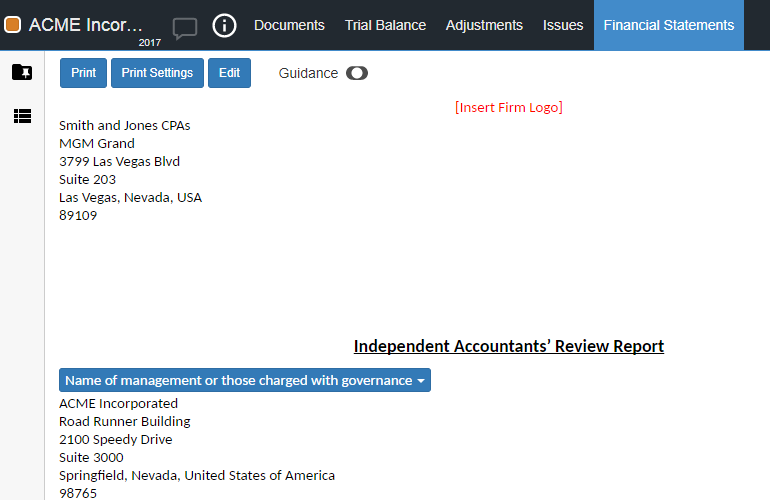 ACME Incor...
2017
Documents
Trial Balance
Adjustments
Issues
Financial Statements
Print
Print Settings
Edit
Guidance
[Insert Firm Logo]
Smith and Jones CPAs
MGM Grand
3799 Las Vegas Blvd
Suite 203
Las Vegas, Nevada, USA
89109
Independent Accountants’ Review Report
Name of management or those charged with governance
ACME Incorporated
Road Runner Building
2100 Speedy Drive
Suite 3000
Springfield, Nevada, United States of America
98765